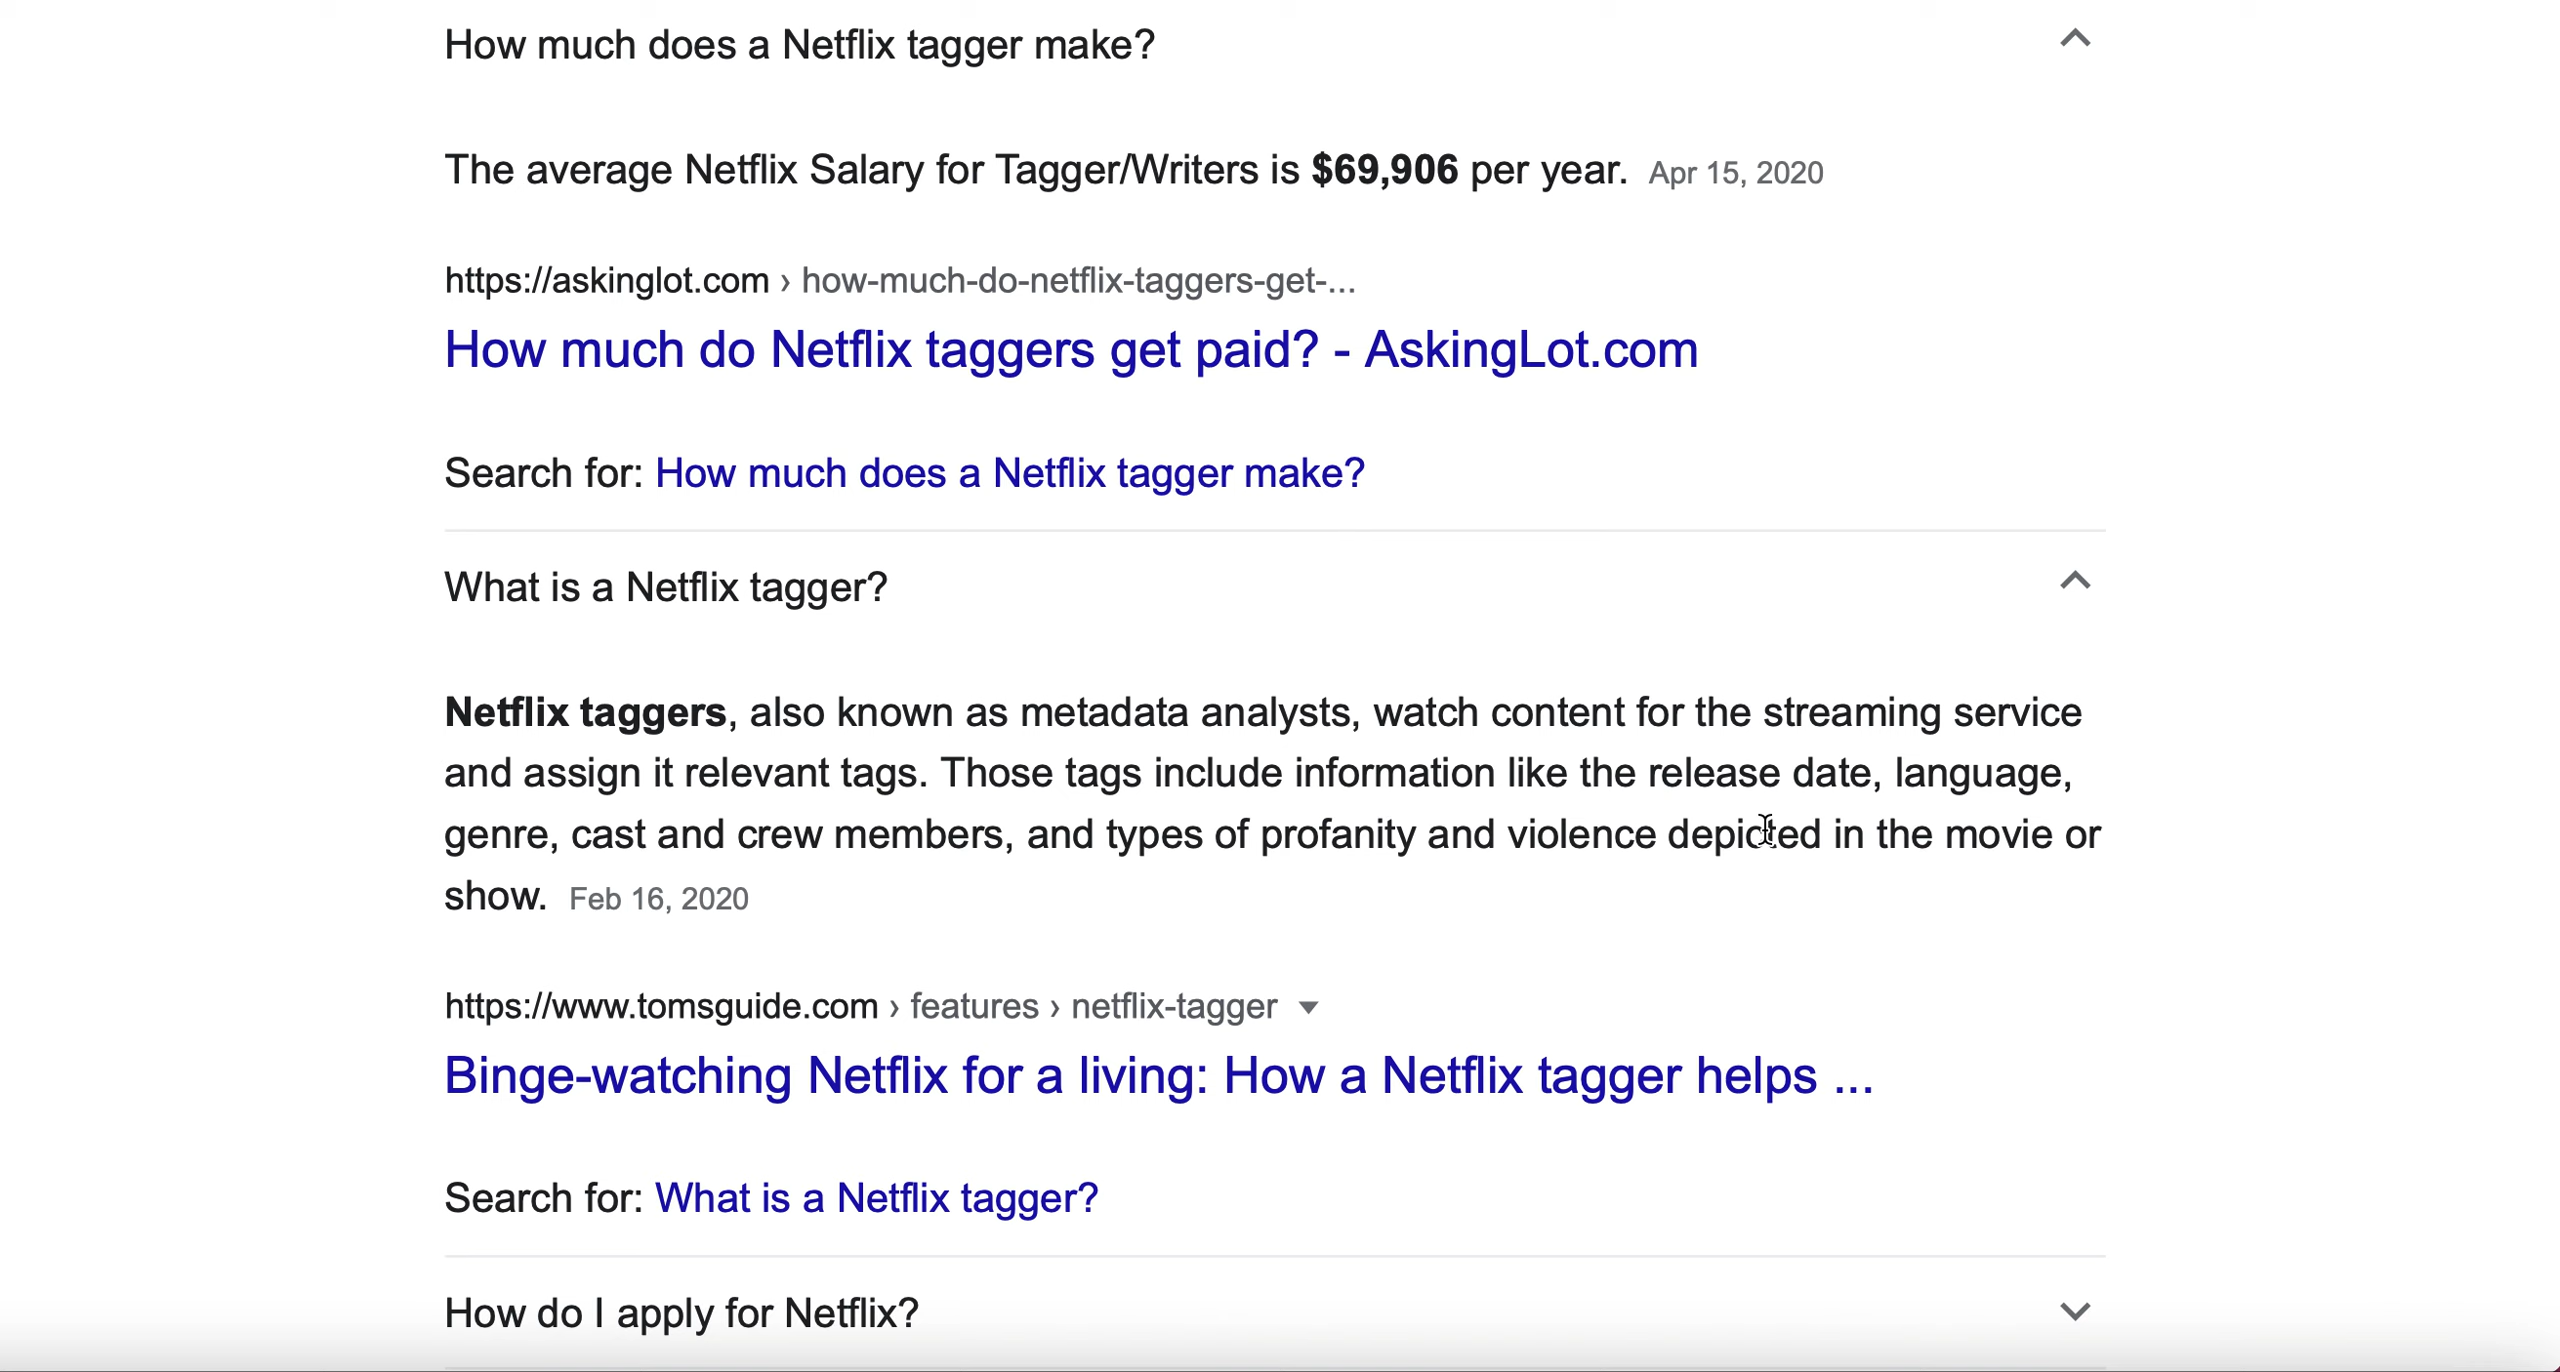 How much does a Netflix tagger make?
The average Netflix Salary for Tagger/Writers is $69,906 per year. Apr 15, 2020
https://askinglot.com › how-much-do-netflix-taggers-get-...
How much do Netflix taggers get paid? - AskingLot.com
Search for: How much does a Netflix tagger make?
What is a Netflix tagger?
Netflix taggers, also known as metadata analysts, watch content for the streaming service
and assign it relevant tags. Those tags include information like the release date, language,
genre, cast and crew members, and types of profanity and violence depicted in the movie or
show. Feb 16, 2020
https://www.tomsguide.com › features › netflix-tagger
Binge-watching Netflix for a living: How a Netflix tagger helps ...
Search for: What is a Netflix tagger?
How do I apply for Netflix?